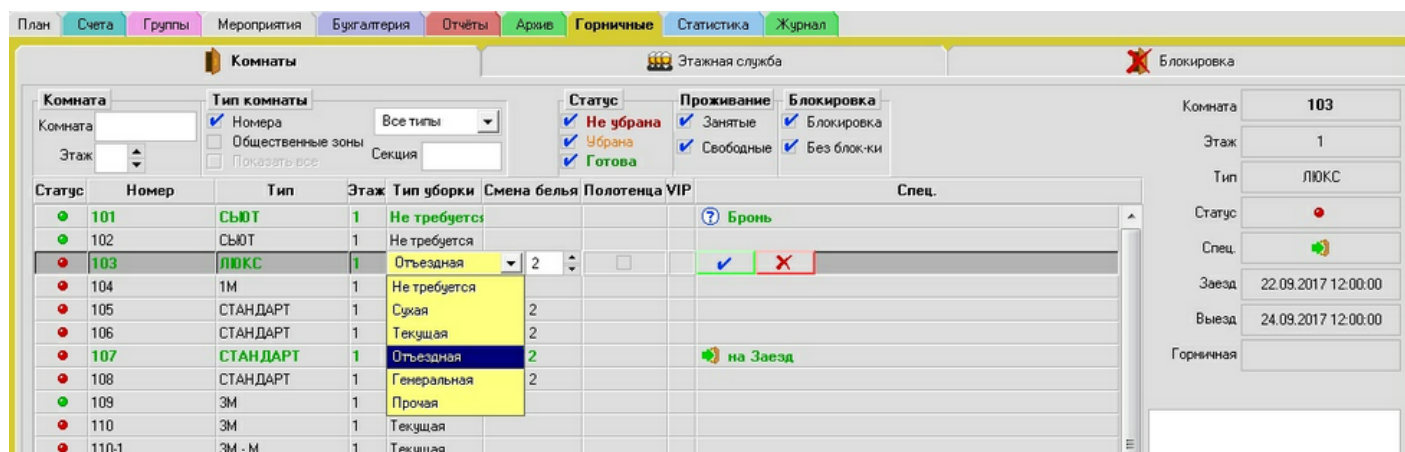 План Счета Группы Мероприятия Бухгалтерия Отчёты Архив Горничные Статистика Журнал
Комнаты Этажная служба Блокировка
Комната Тип комнаты Статус Проживание Блокировка
Комната Номера Все типы Не убрана Занятые Блокировка
Общественные зоны Убрана
Этаж Секция Свободные Без блок-ки
Показать все Готова
Статус Номер Тип Этаж Тип уборки Смена белья Полотенца VIP Спец.
101 СЬЮТ 1 Не требуется ? Бронь
102 СЬЮТ 1 Не требуется
103 ЛЮКС 1 Отъездная 2
104 1М 1 Не требуется
105 СТАНДАРТ 1 Сухая 2
106 СТАНДАРТ 1 Текущая 2
107 СТАНДАРТ 1 Отъездная 2 на Заезд
108 СТАНДАРТ 1 Генеральная 2
109 3М 1 Прочая
110 3М 1 Текущая
110-1 3М - М 1 Текущая
Комната 103
Этаж 1
Тип ЛЮКС
Статус
Спец.
Заезд 22.09.2017 12:00:00
Выезд 24.09.2017 12:00:00
Горничная